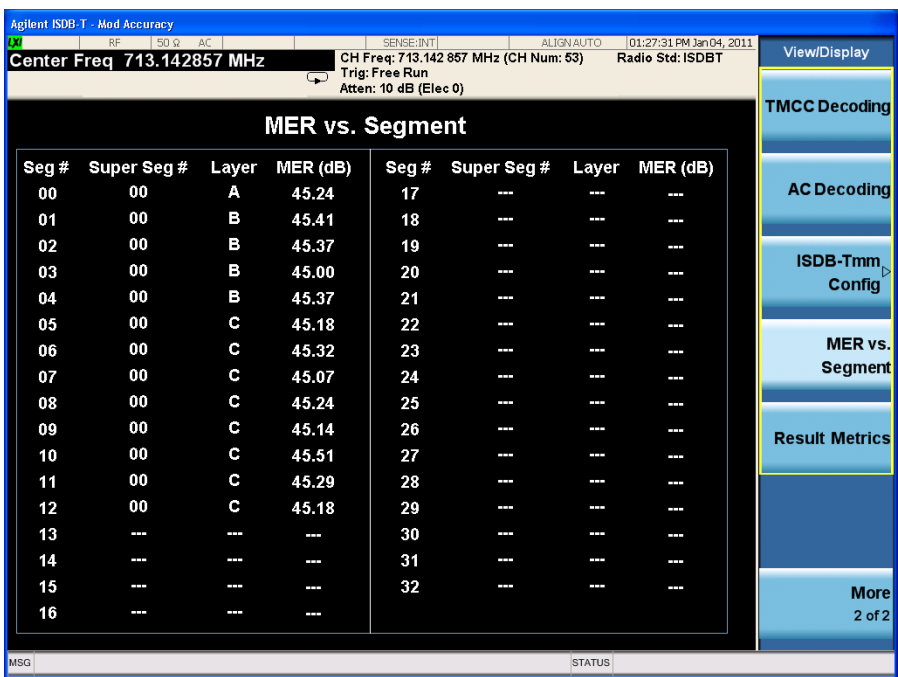 Agilent ISDB-T - Mod Accuracy
LXI RF 50 Ω AC SENSE:INT ALIGN AUTO 01:27:31 PM Jan 04, 2011
Center Freq 713.142857 MHz
CH Freq: 713.142 857 MHz (CH Num: 53) Radio Std: ISDBT
Trig: Free Run
Atten: 10 dB (Elec 0)
MER vs. Segment
Seg # Super Seg # Layer MER (dB) Seg # Super Seg # Layer MER (dB)
00 00 A 45.24 17 --- --- ---
01 00 B 45.41 18 --- --- ---
02 00 B 45.37 19 --- --- ---
03 00 B 45.00 20 --- --- ---
04 00 B 45.37 21 --- --- ---
05 00 C 45.18 22 --- --- ---
06 00 C 45.32 23 --- --- ---
07 00 C 45.07 24 --- --- ---
08 00 C 45.24 25 --- --- ---
09 00 C 45.14 26 --- --- ---
10 00 C 45.51 27 --- --- ---
11 00 C 45.29 28 --- --- ---
12 00 C 45.18 29 --- --- ---
13 --- --- --- 30 --- --- ---
14 --- --- --- 31 --- --- ---
15 --- --- --- 32 --- --- ---
16 --- --- ---
View/Display
TMCC Decoding
AC Decoding
ISDB-Tmm
Config
MER vs.
Segment
Result Metrics
More
2 of 2
MSG STATUS